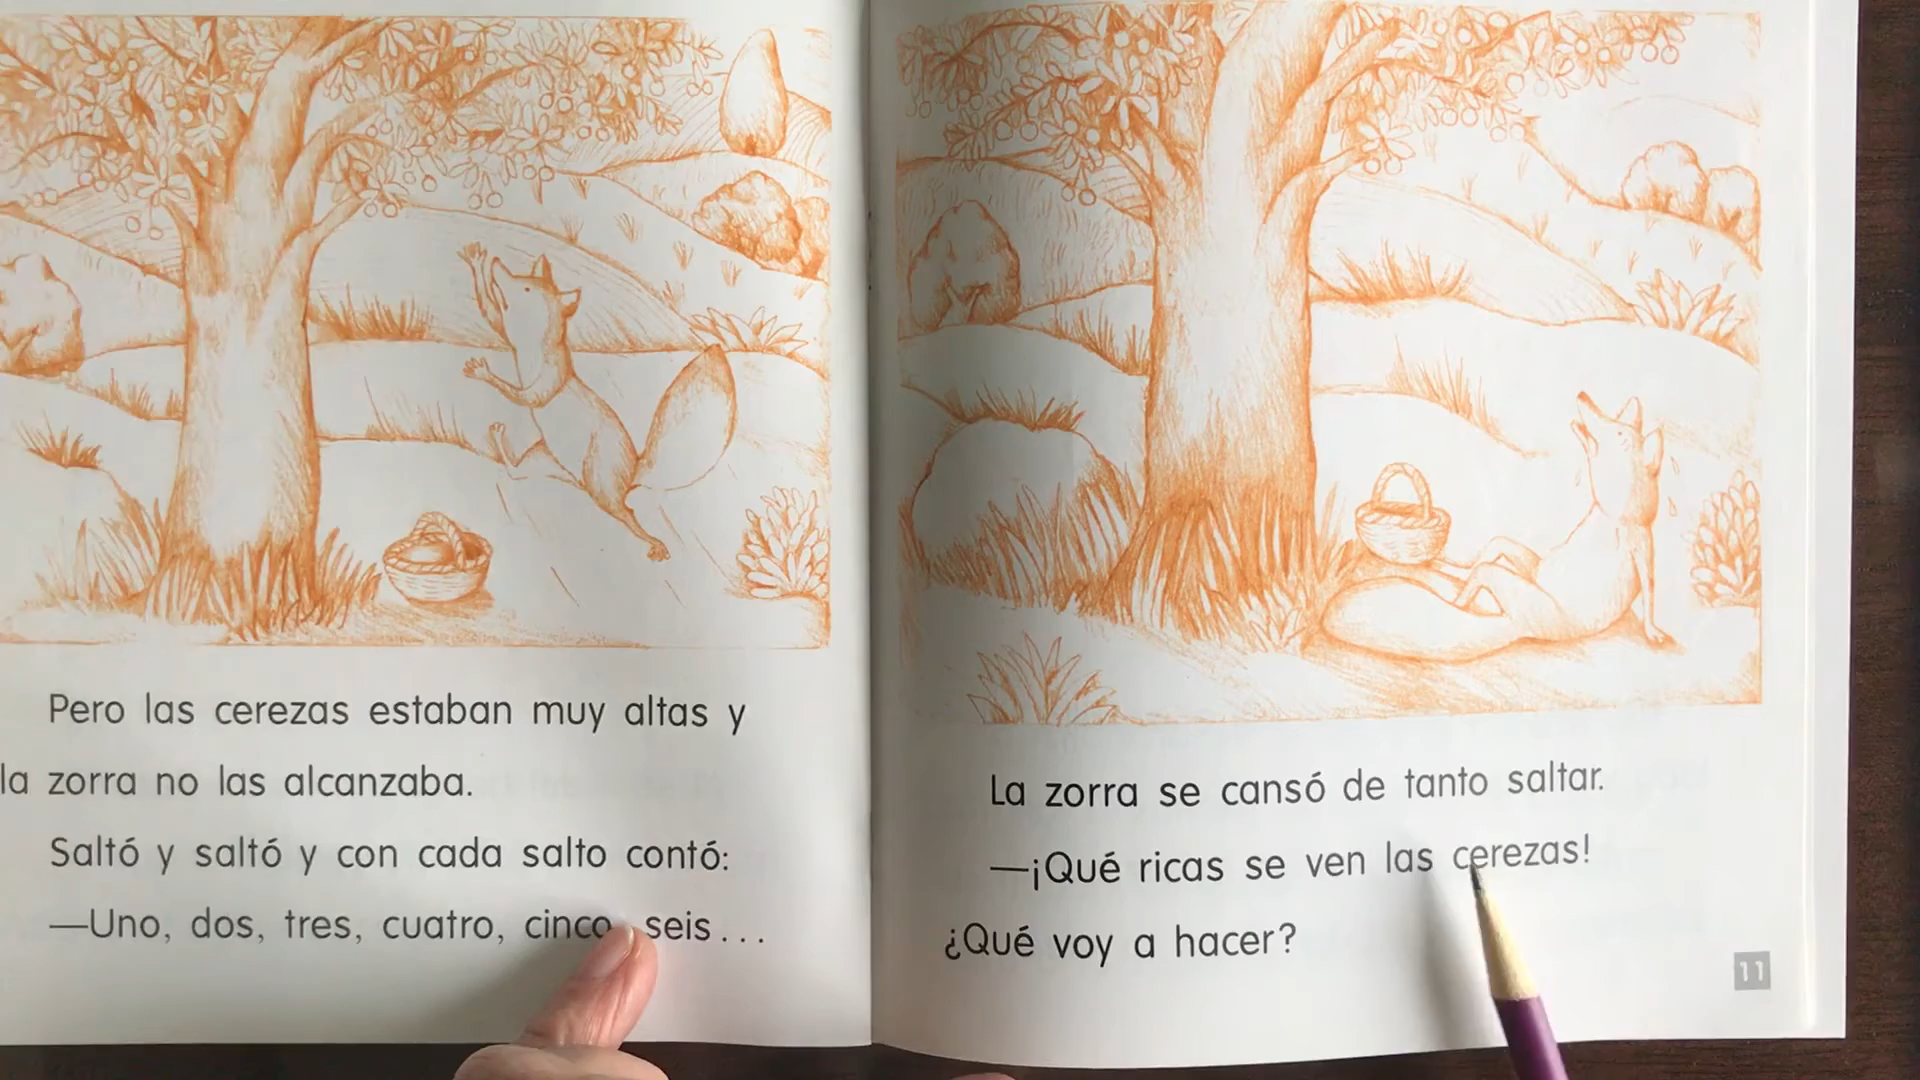 Pero las cerezas estaban muy altas y
la zorra no las alcanzaba.
Saltó y saltó y con cada salto contó:
—Uno, dos, tres, cuatro, cinco, seis...
La zorra se cansó de tanto saltar.
—¡Qué ricas se ven las cerezas!
¿Qué voy a hacer?
11